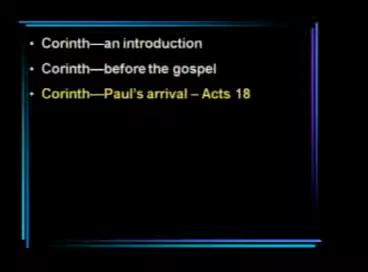 • Corinth—an introduction
• Corinth—before the gospel
• Corinth—Paul's arrival – Acts 18